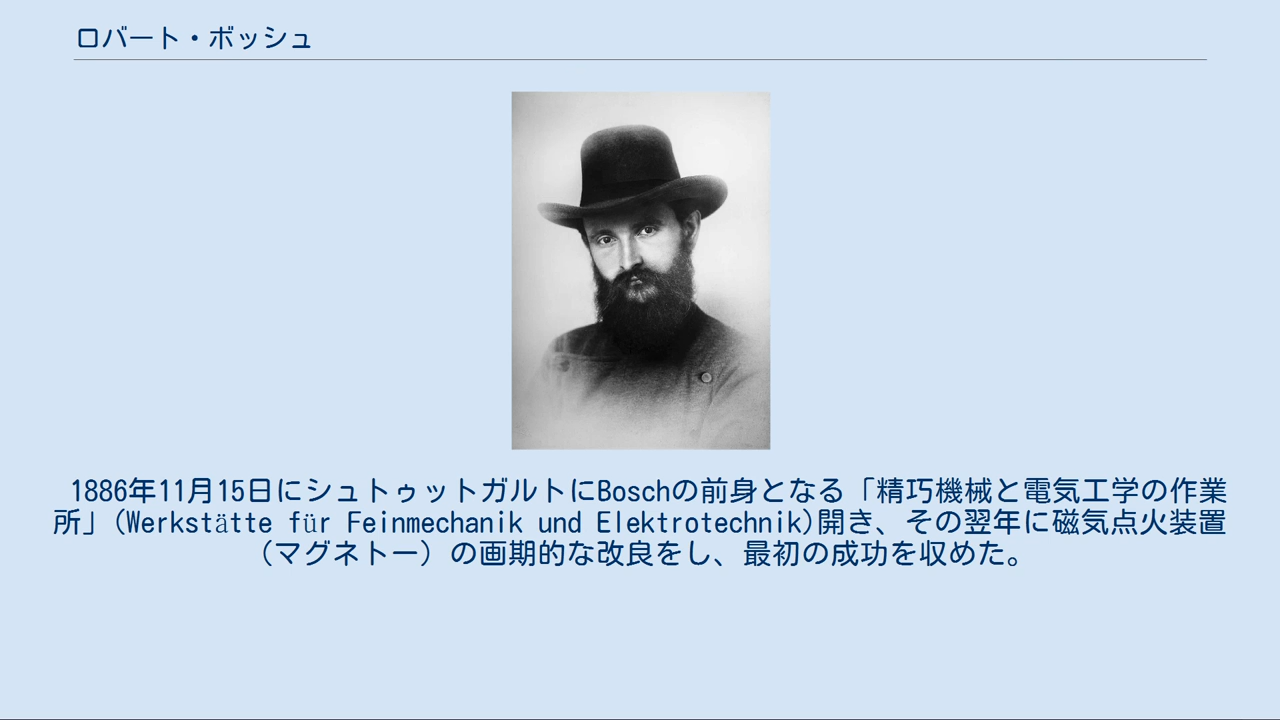 ロバート・ボッシュ
1886年11月15日にシュトゥットガルトにBoschの前身となる「精巧機械と電気工学の作業
所」(Werkstätte für Feinmechanik und Elektrotechnik)開き、その翌年に磁気点火装置
（マグネトー）の画期的な改良をし、最初の成功を収めた。